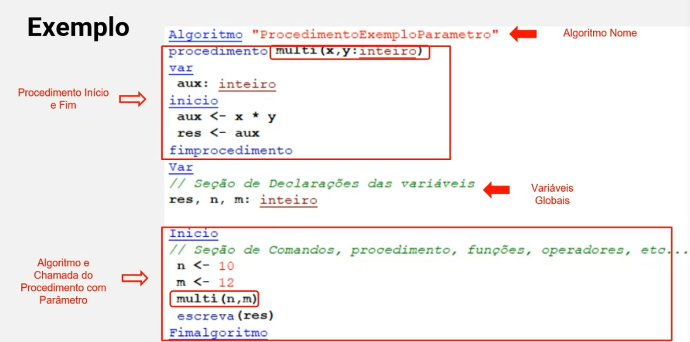 Exemplo
Algoritmo "ProcedimentoExemploParametro"
Algoritmo Nome
procedimento multi(x,y:inteiro)
var
aux: inteiro
inicio
aux <- x * y
res <- aux
fimprocedimento
Procedimento Início
e Fim
Var
// Seção de Declarações das variáveis
res, n, m: inteiro
Variáveis
Globais
Inicio
// Seção de Comandos, procedimento, funções, operadores, etc...
n <- 10
m <- 12
multi(n,m)
escreva(res)
Fimalgoritmo
Algoritmo e
Chamada do
Procedimento com
Parâmetro